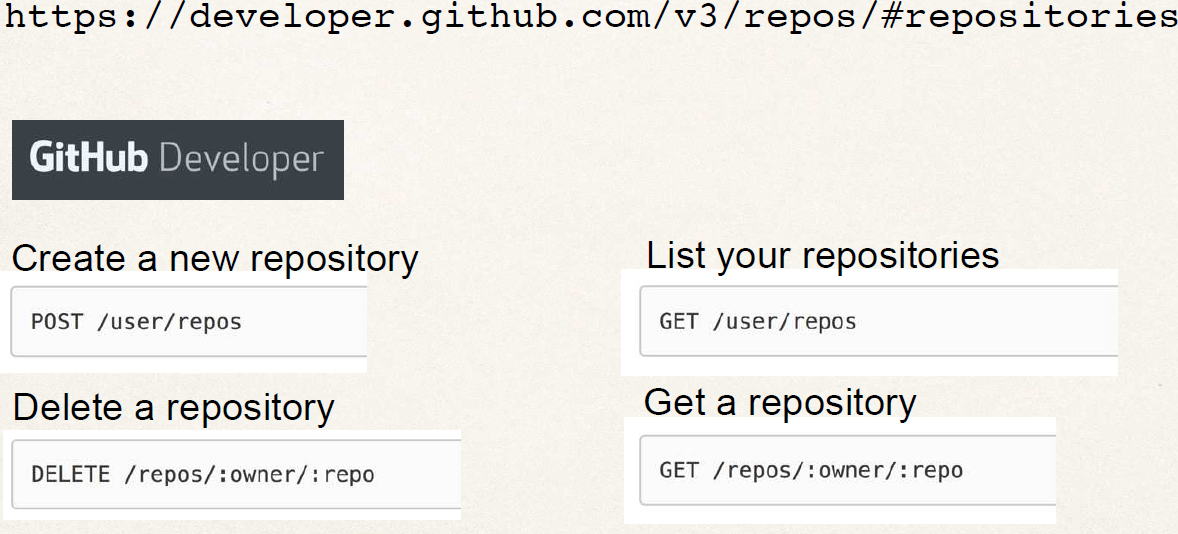 https://developer.github.com/v3/repos/#repositories
GitHub Developer
Create a new repository
POST /user/repos
List your repositories
GET /user/repos
Delete a repository
DELETE /repos/:owner/:repo
Get a repository
GET /repos/:owner/:repo